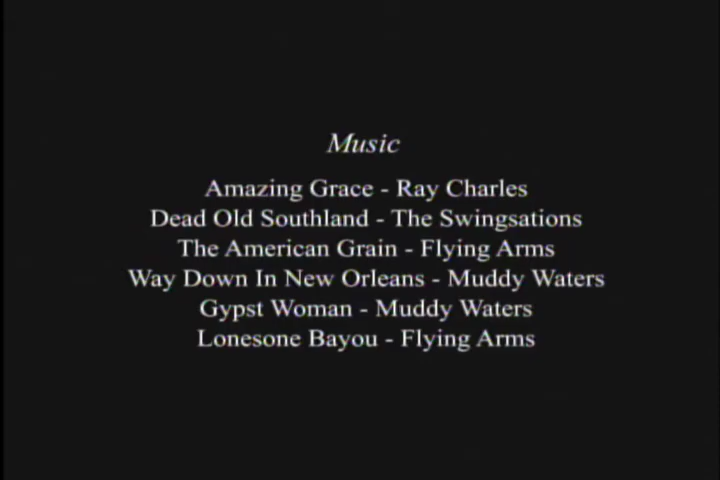 Music
Amazing Grace - Ray Charles
Dead Old Southland - The Swingsations
The American Grain - Flying Arms
Way Down In New Orleans - Muddy Waters
Gypst Woman - Muddy Waters
Lonesone Bayou - Flying Arms